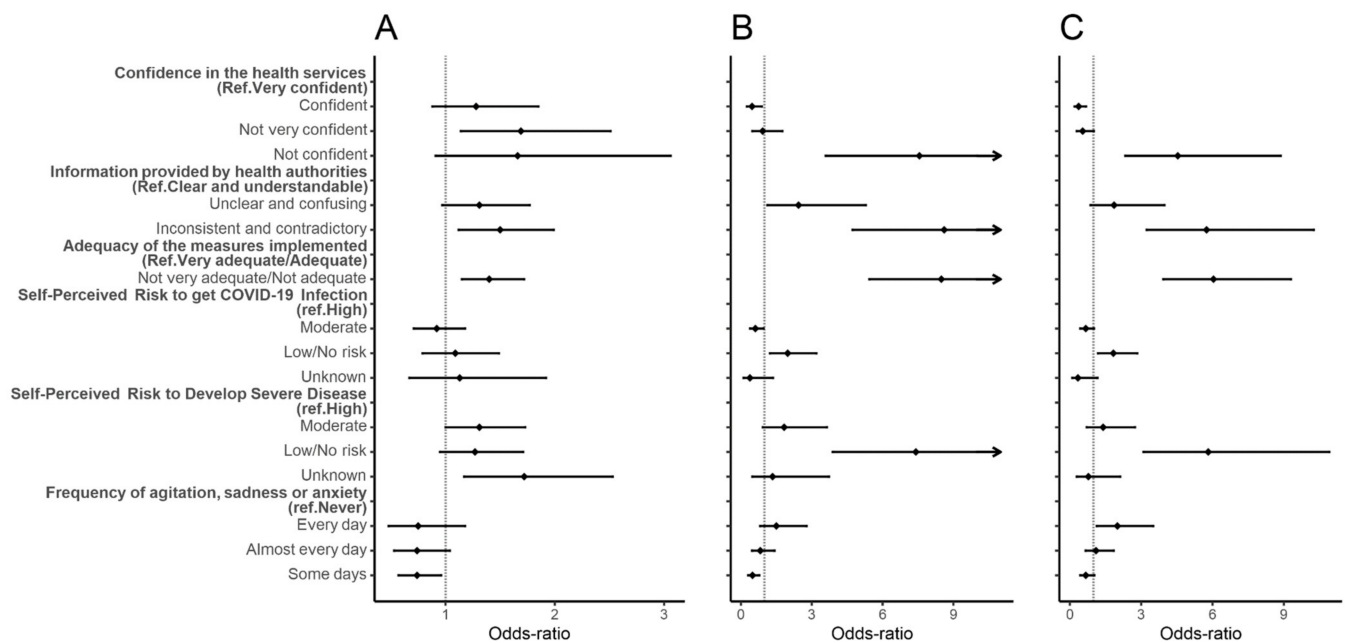 A
B
C
Confidence in the health services
(Ref.Very confident)
Confident
Not very confident
Not confident
Information provided by health authorities
(Ref.Clear and understandable)
Unclear and confusing
Inconsistent and contradictory
Adequacy of the measures implemented
(Ref.Very adequate/Adequate)
Not very adequate/Not adequate
Self-Perceived Risk to get COVID-19 Infection
(ref.High)
Moderate
Low/No risk
Unknown
Self-Perceived Risk to Develop Severe Disease
(ref.High)
Moderate
Low/No risk
Unknown
Frequency of agitation, sadness or anxiety
(ref.Never)
Every day
Almost every day
Some days
1 2 3
0 3 6 9
0 3 6 9
Odds-ratio
Odds-ratio
Odds-ratio